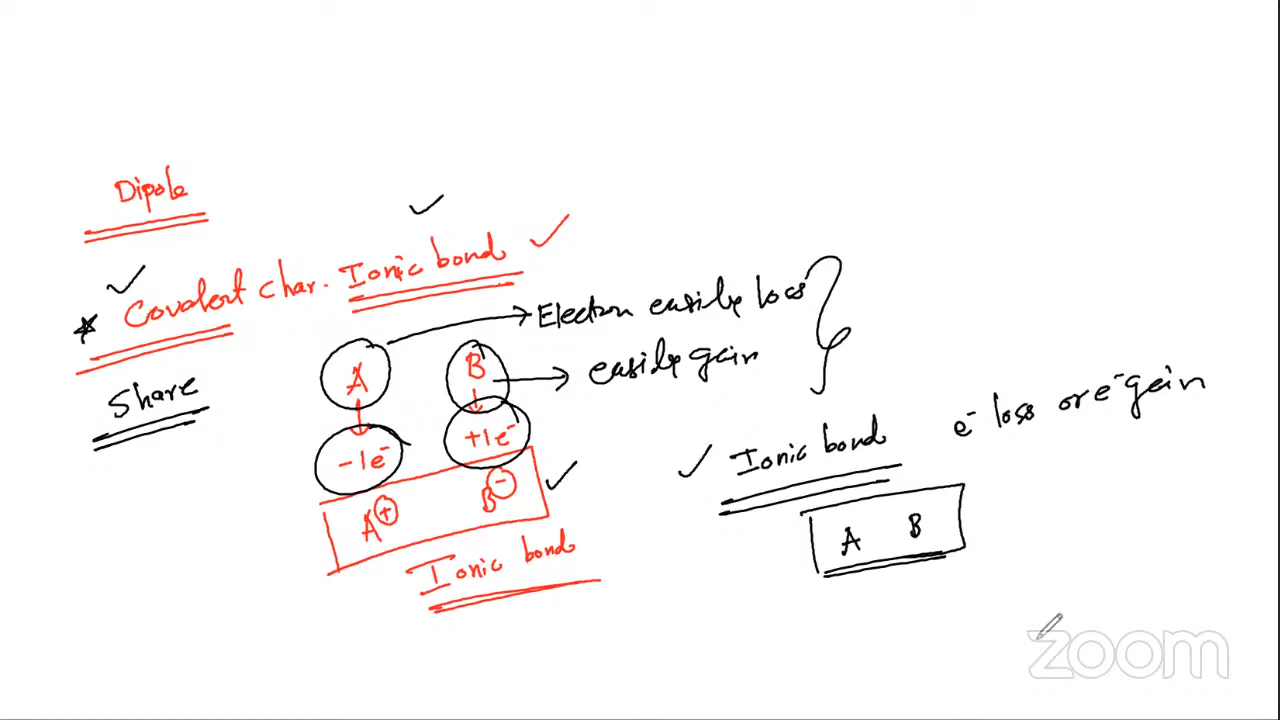 Dipole
Covalent char. Ionic bond
Share
A → Electron easily loss
B → easily gain
-1e⁻ +1e⁻
A⊕ B⊖
Ionic bond
Ionic bond e⁻ loss or e⁻ gain
A B
zoom